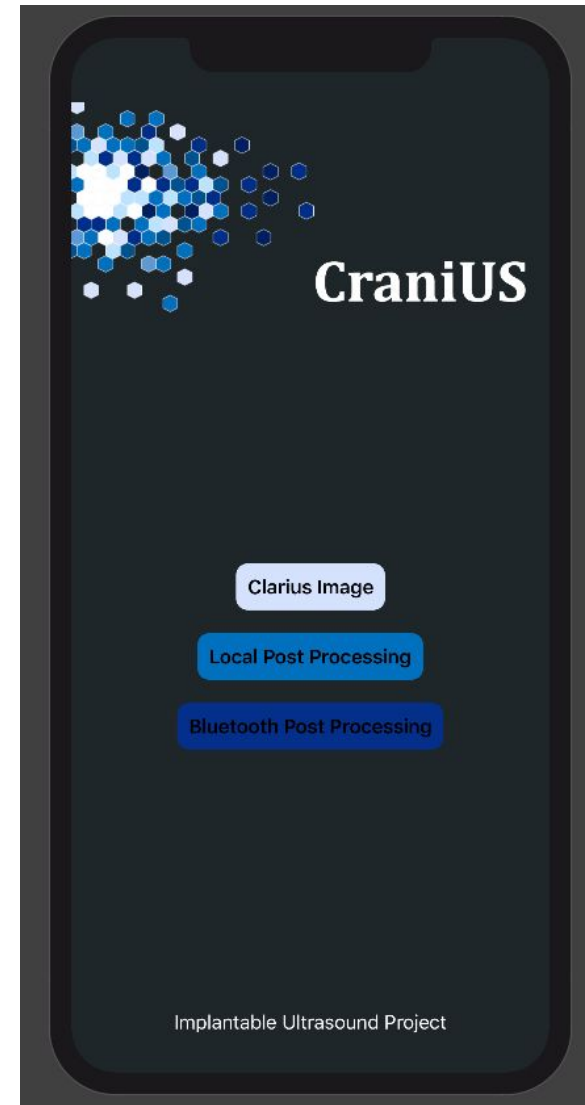 CraniUS
Clarius Image
Local Post Processing
Bluetooth Post Processing
Implantable Ultrasound Project